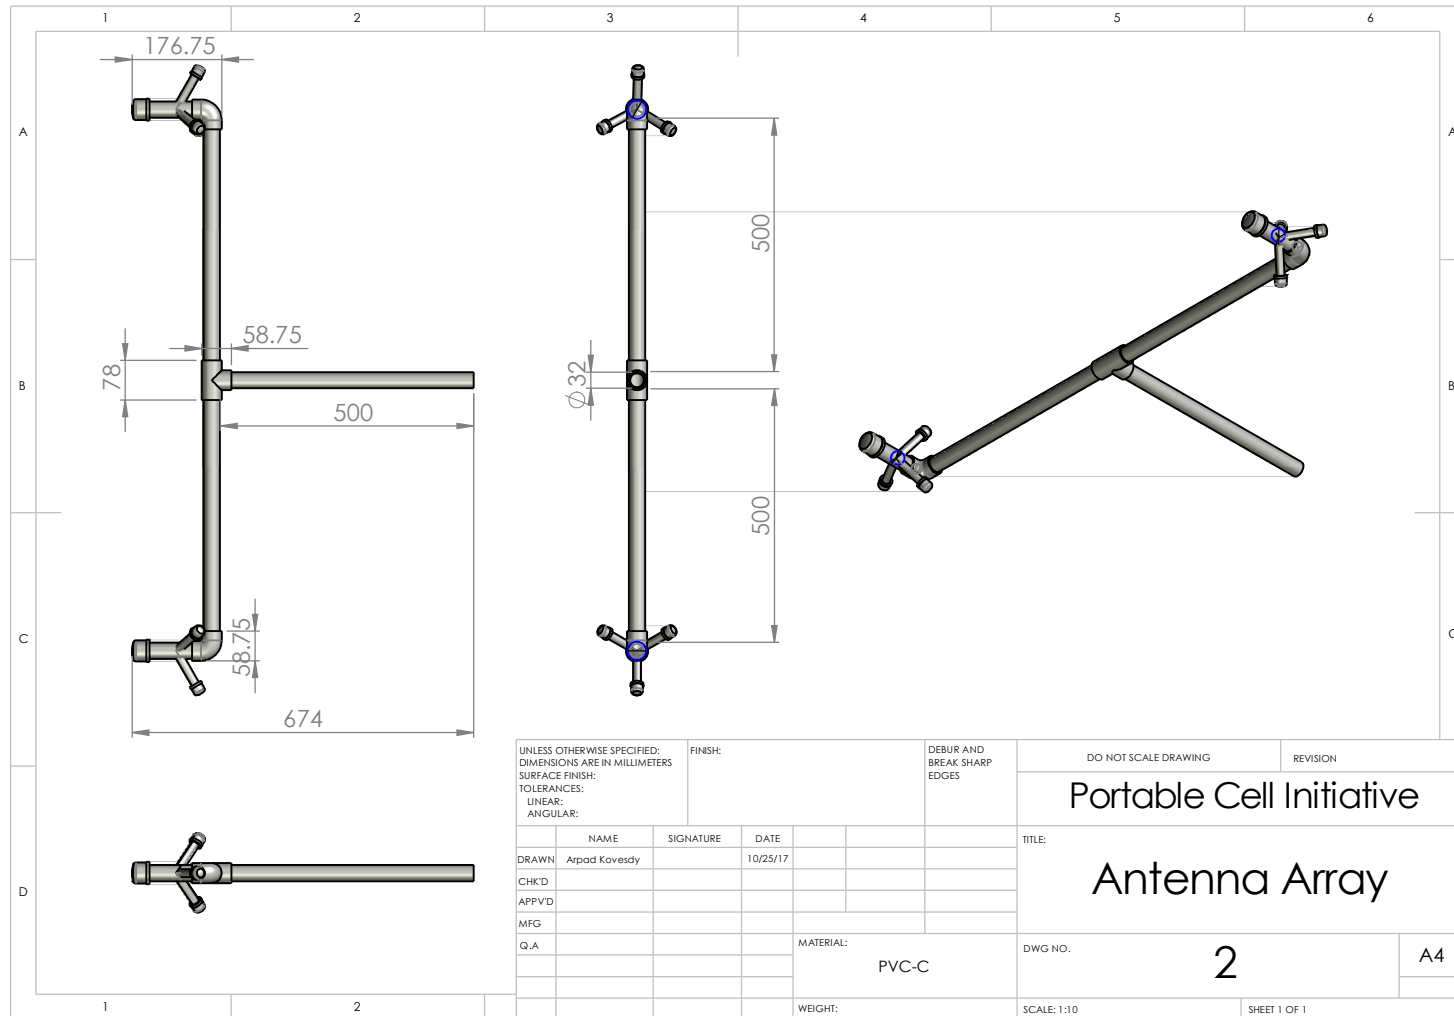 1 2 3 4 5 6
176.75
A A
500
58.75
78
Ø32
B B
500
500
58.75
C C
674
UNLESS OTHERWISE SPECIFIED:
DIMENSIONS ARE IN MILLIMETERS
SURFACE FINISH:
TOLERANCES:
LINEAR:
ANGULAR:
FINISH:
DEBUR AND
BREAK SHARP
EDGES
DO NOT SCALE DRAWING
REVISION
Portable Cell Initiative
NAME SIGNATURE DATE
TITLE:
DRAWN Arpad Kovesdy 10/25/17
Antenna Array
CHK'D
APPV'D
MFG
D
Q.A
MATERIAL:
PVC-C
DWG NO.
2
A4
1 2
WEIGHT:
SCALE: 1:10
SHEET 1 OF 1